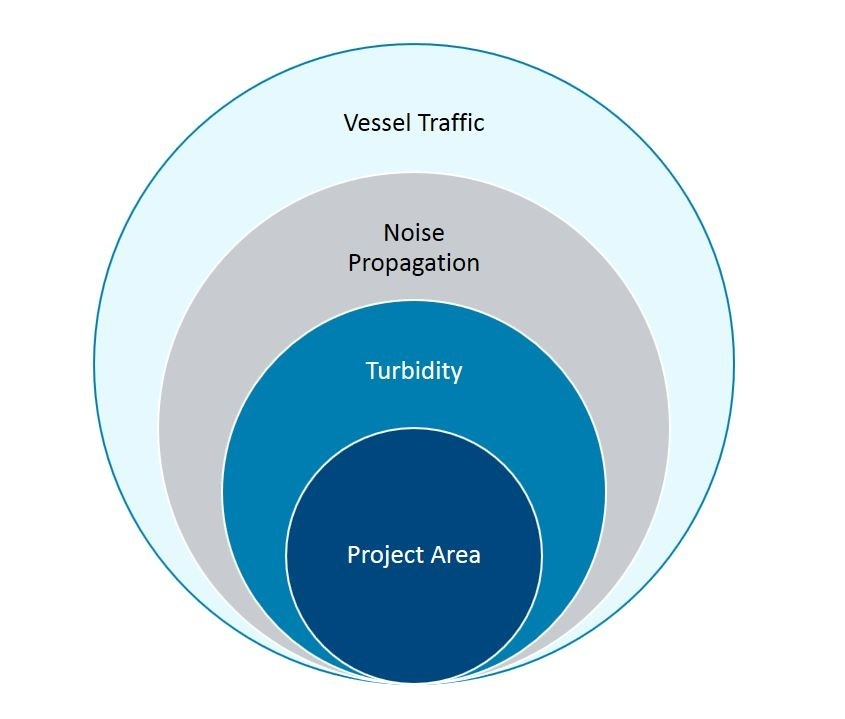 Vessel Traffic
Noise
Propagation
Turbidity
Project Area